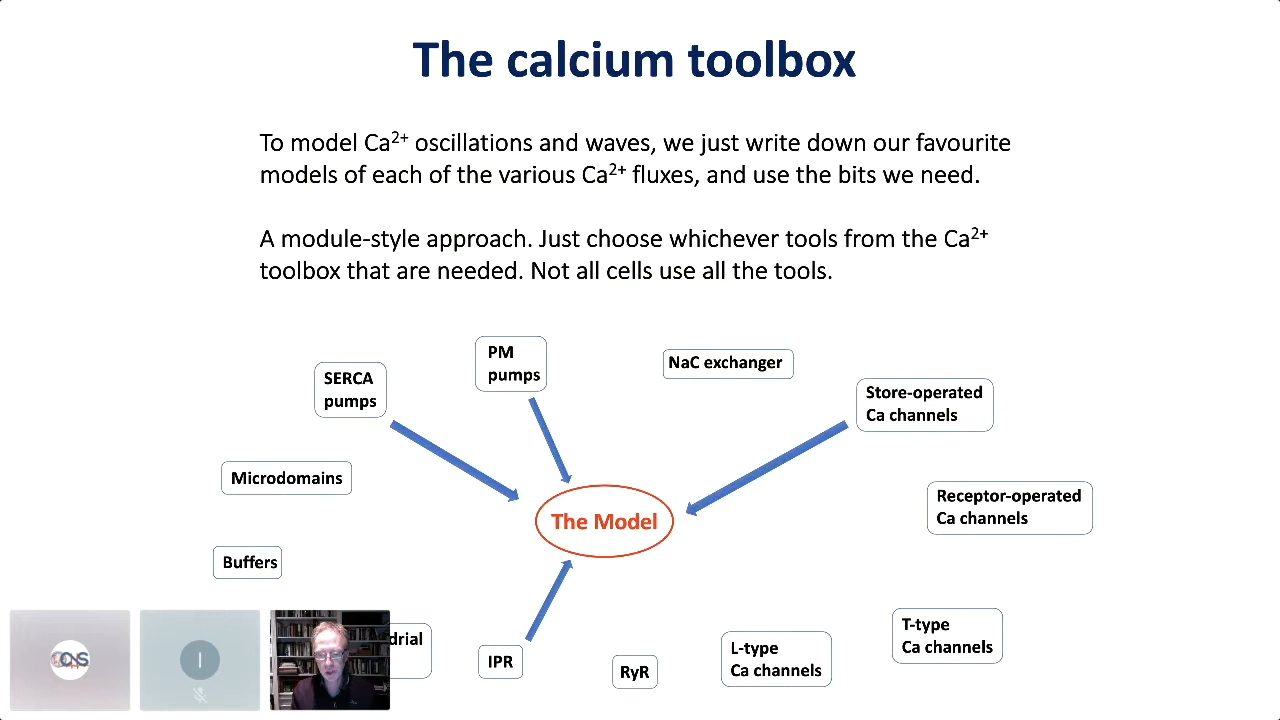 The calcium toolbox
To model Ca²⁺ oscillations and waves, we just write down our favourite
models of each of the various Ca²⁺ fluxes, and use the bits we need.
A module-style approach. Just choose whichever tools from the Ca²⁺
toolbox that are needed. Not all cells use all the tools.
PM
pumps
NaC exchanger
SERCA
pumps
Store-operated
Ca channels
Microdomains
Receptor-operated
Ca channels
The Model
Buffers
T-type
Ca channels
drial
IPR
RyR
L-type
Ca channels
I